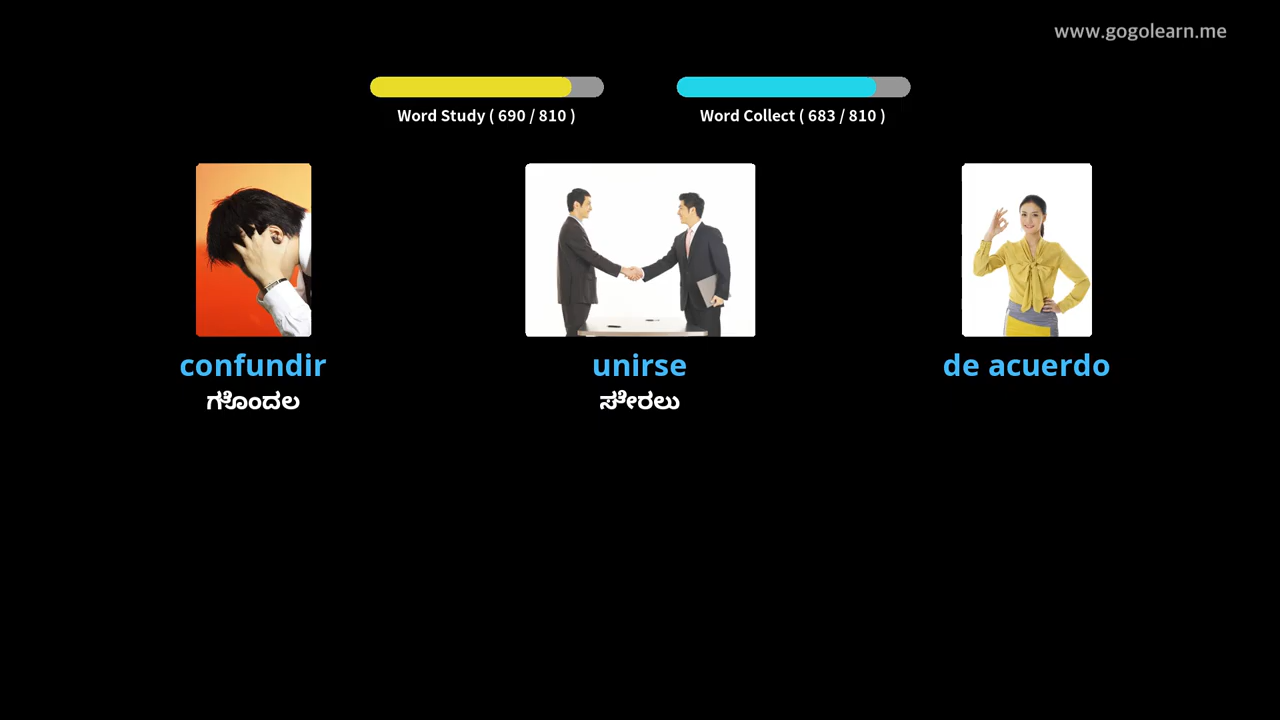 www.gogolearn.me
Word Study ( 690 / 810 )
Word Collect ( 683 / 810 )
confundir
ಗೊಂದಲ
unirse
ಸೇರಲು
de acuerdo